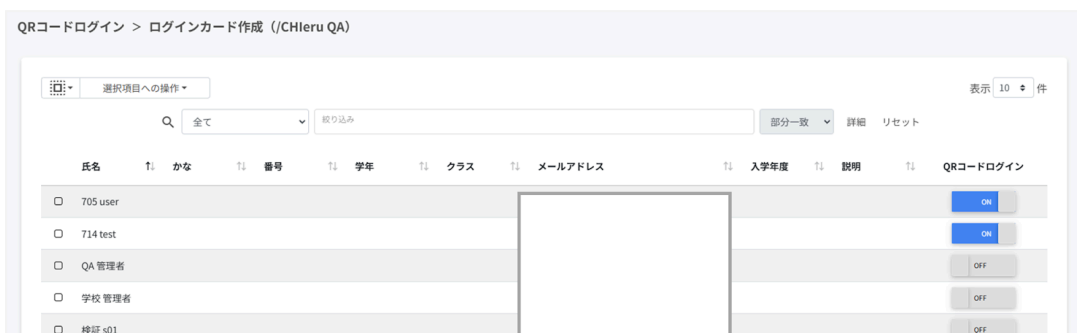 QRコードログイン > ログインカード作成（/CHIeru QA）
選択項目への操作
表示 10 件
全て 絞り込み 部分一致 詳細 リセット
氏名 かな 番号 学年 クラス メールアドレス 入学年度 説明 QRコードログイン
705 user ON
714 test ON
QA 管理者 OFF
学校 管理者 OFF
検証 s01 OFF